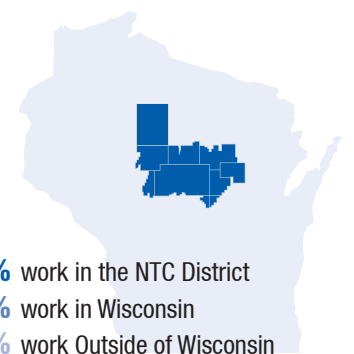 % work in the NTC District
% work in Wisconsin
% work Outside of Wisconsin